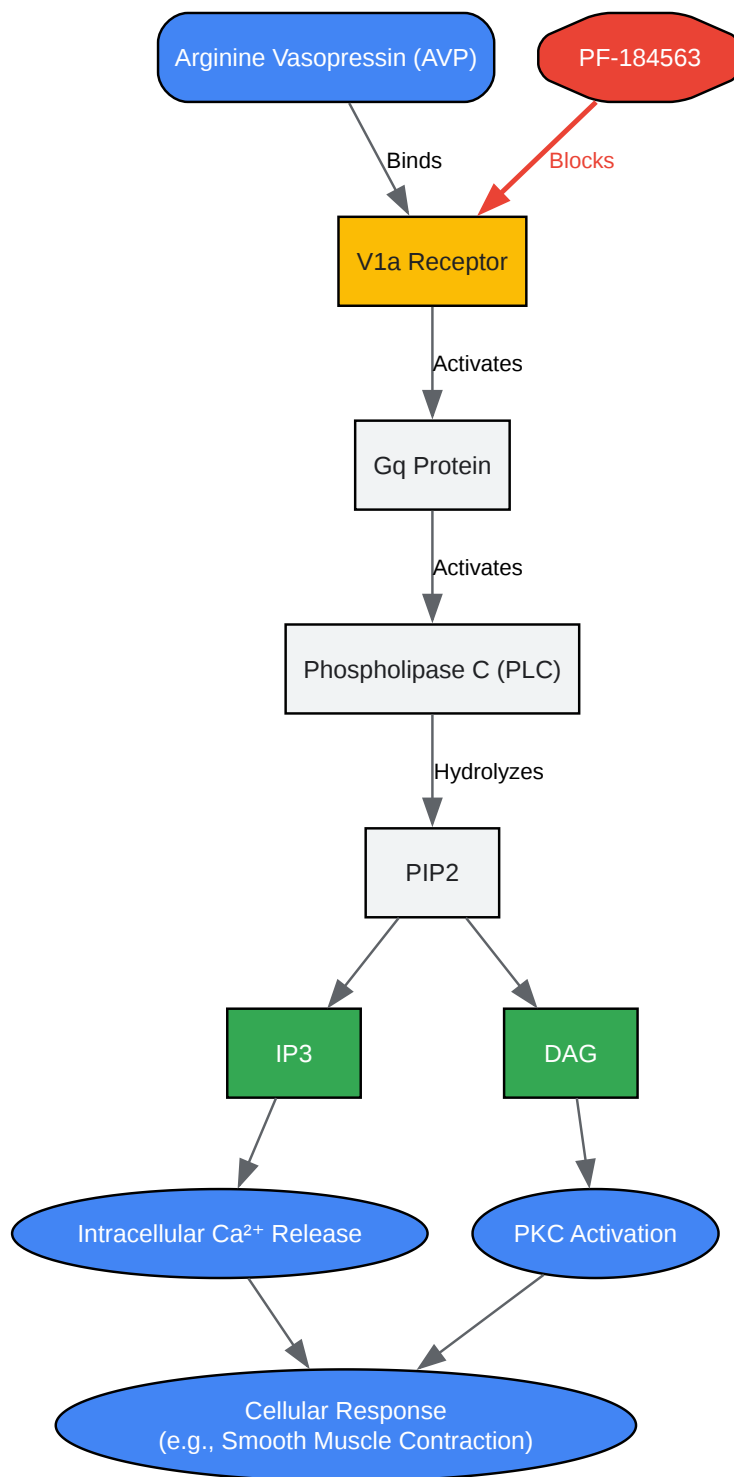 Arginine Vasopressin (AVP)
PF-184563
Binds
Blocks
V1a Receptor
Activates
Gq Protein
Activates
Phospholipase C (PLC)
Hydrolyzes
PIP2
IP3
DAG
Intracellular Ca²⁺ Release
PKC Activation
Cellular Response
(e.g., Smooth Muscle Contraction)